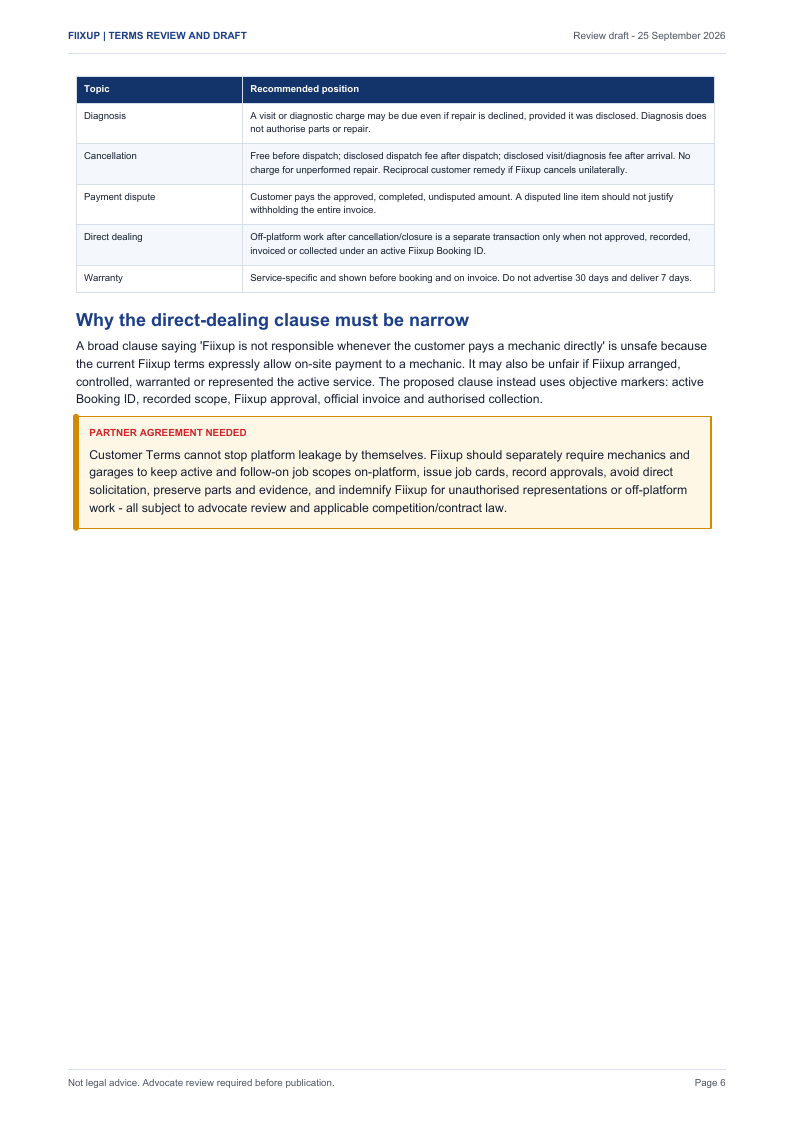 FIIXUP | TERMS REVIEW AND DRAFT
Review draft - 25 September 2026
Topic
Recommended position
Diagnosis
A visit or diagnostic charge may be due even if repair is declined, provided it was disclosed. Diagnosis does
not authorise parts or repair.
Cancellation
Free before dispatch; disclosed dispatch fee after dispatch; disclosed visit/diagnosis fee after arrival. No
charge for unperformed repair. Reciprocal customer remedy if Fiixup cancels unilaterally.
Payment dispute
Customer pays the approved, completed, undisputed amount. A disputed line item should not justify
withholding the entire invoice.
Direct dealing
Off-platform work after cancellation/closure is a separate transaction only when not approved, recorded,
invoiced or collected under an active Fiixup Booking ID.
Warranty
Service-specific and shown before booking and on invoice. Do not advertise 30 days and deliver 7 days.
Why the direct-dealing clause must be narrow
A broad clause saying 'Fiixup is not responsible whenever the customer pays a mechanic directly' is unsafe because
the current Fiixup terms expressly allow on-site payment to a mechanic. It may also be unfair if Fiixup arranged,
controlled, warranted or represented the active service. The proposed clause instead uses objective markers: active
Booking ID, recorded scope, Fiixup approval, official invoice and authorised collection.
PARTNER AGREEMENT NEEDED
Customer Terms cannot stop platform leakage by themselves. Fiixup should separately require mechanics and
garages to keep active and follow-on job scopes on-platform, issue job cards, record approvals, avoid direct
solicitation, preserve parts and evidence, and indemnify Fiixup for unauthorised representations or off-platform
work - all subject to advocate review and applicable competition/contract law.
Not legal advice. Advocate review required before publication.
Page 6